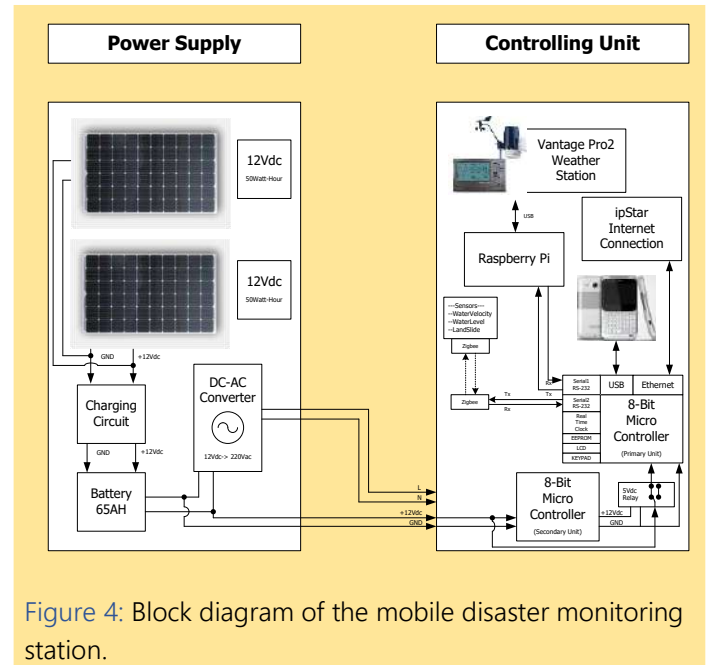 Power Supply
Controlling Unit
12Vdc
50Watt-Hour
12Vdc
50Watt-Hour
GND
+12Vdc
Charging
Circuit
GND
+12Vdc
Battery
65AH
DC-AC
Converter
12Vdc-> 220Vac
L
N
+12Vdc
GND
Vantage Pro2
Weather
Station
USB
ipStar
Internet
Connection
Raspberry Pi
---Sensors---
--WaterVelocity
--WaterLevel
--LandSlide
Zigbee
Zigbee
Tx
Rx
Rx
Tx
Serial1
RS-232
Serial2
RS-232
Real
Time
Clock
EEPROM
LCD
KEYPAD
USB
Ethernet
8-Bit
Micro
Controller
(Primary Unit)
8-Bit
Micro
Controller
(Secondary Unit)
+12Vdc
GND
5Vdc
Relay
Figure 4: Block diagram of the mobile disaster monitoring
station.